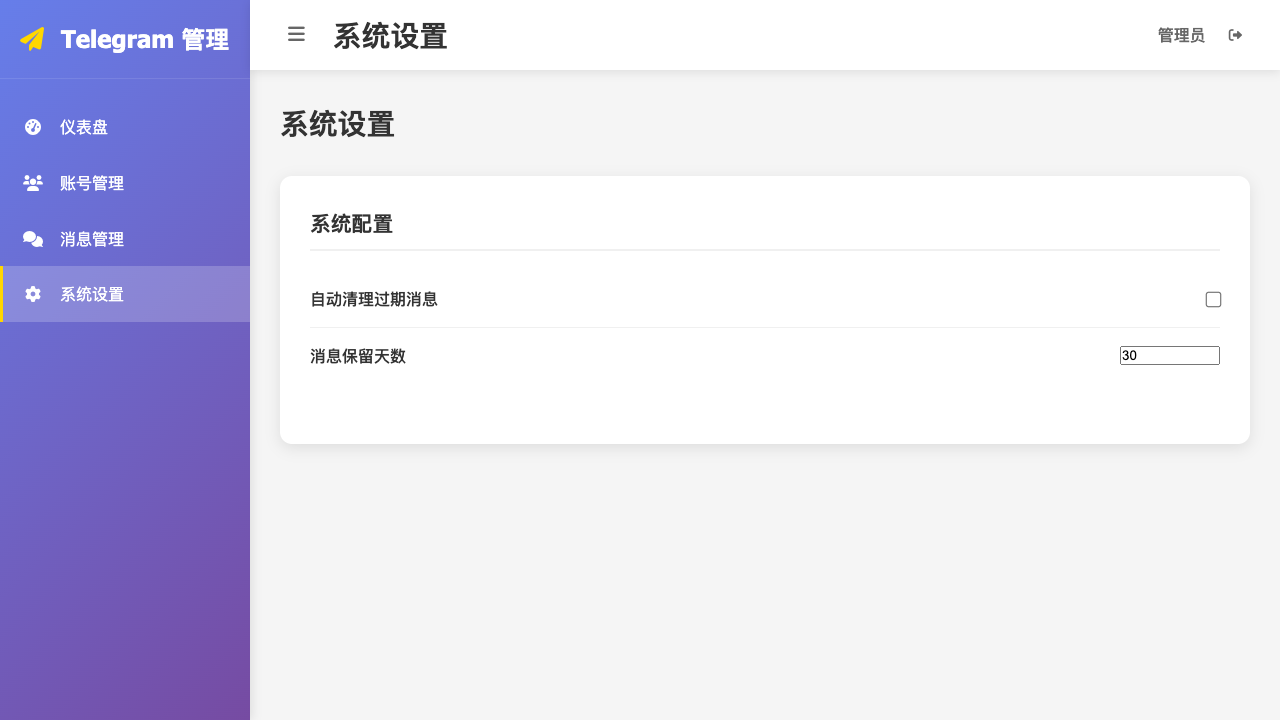 Telegram 管理
仪表盘
账号管理
消息管理
系统设置
系统设置
管理员
系统设置
系统配置
自动清理过期消息
消息保留天数
30